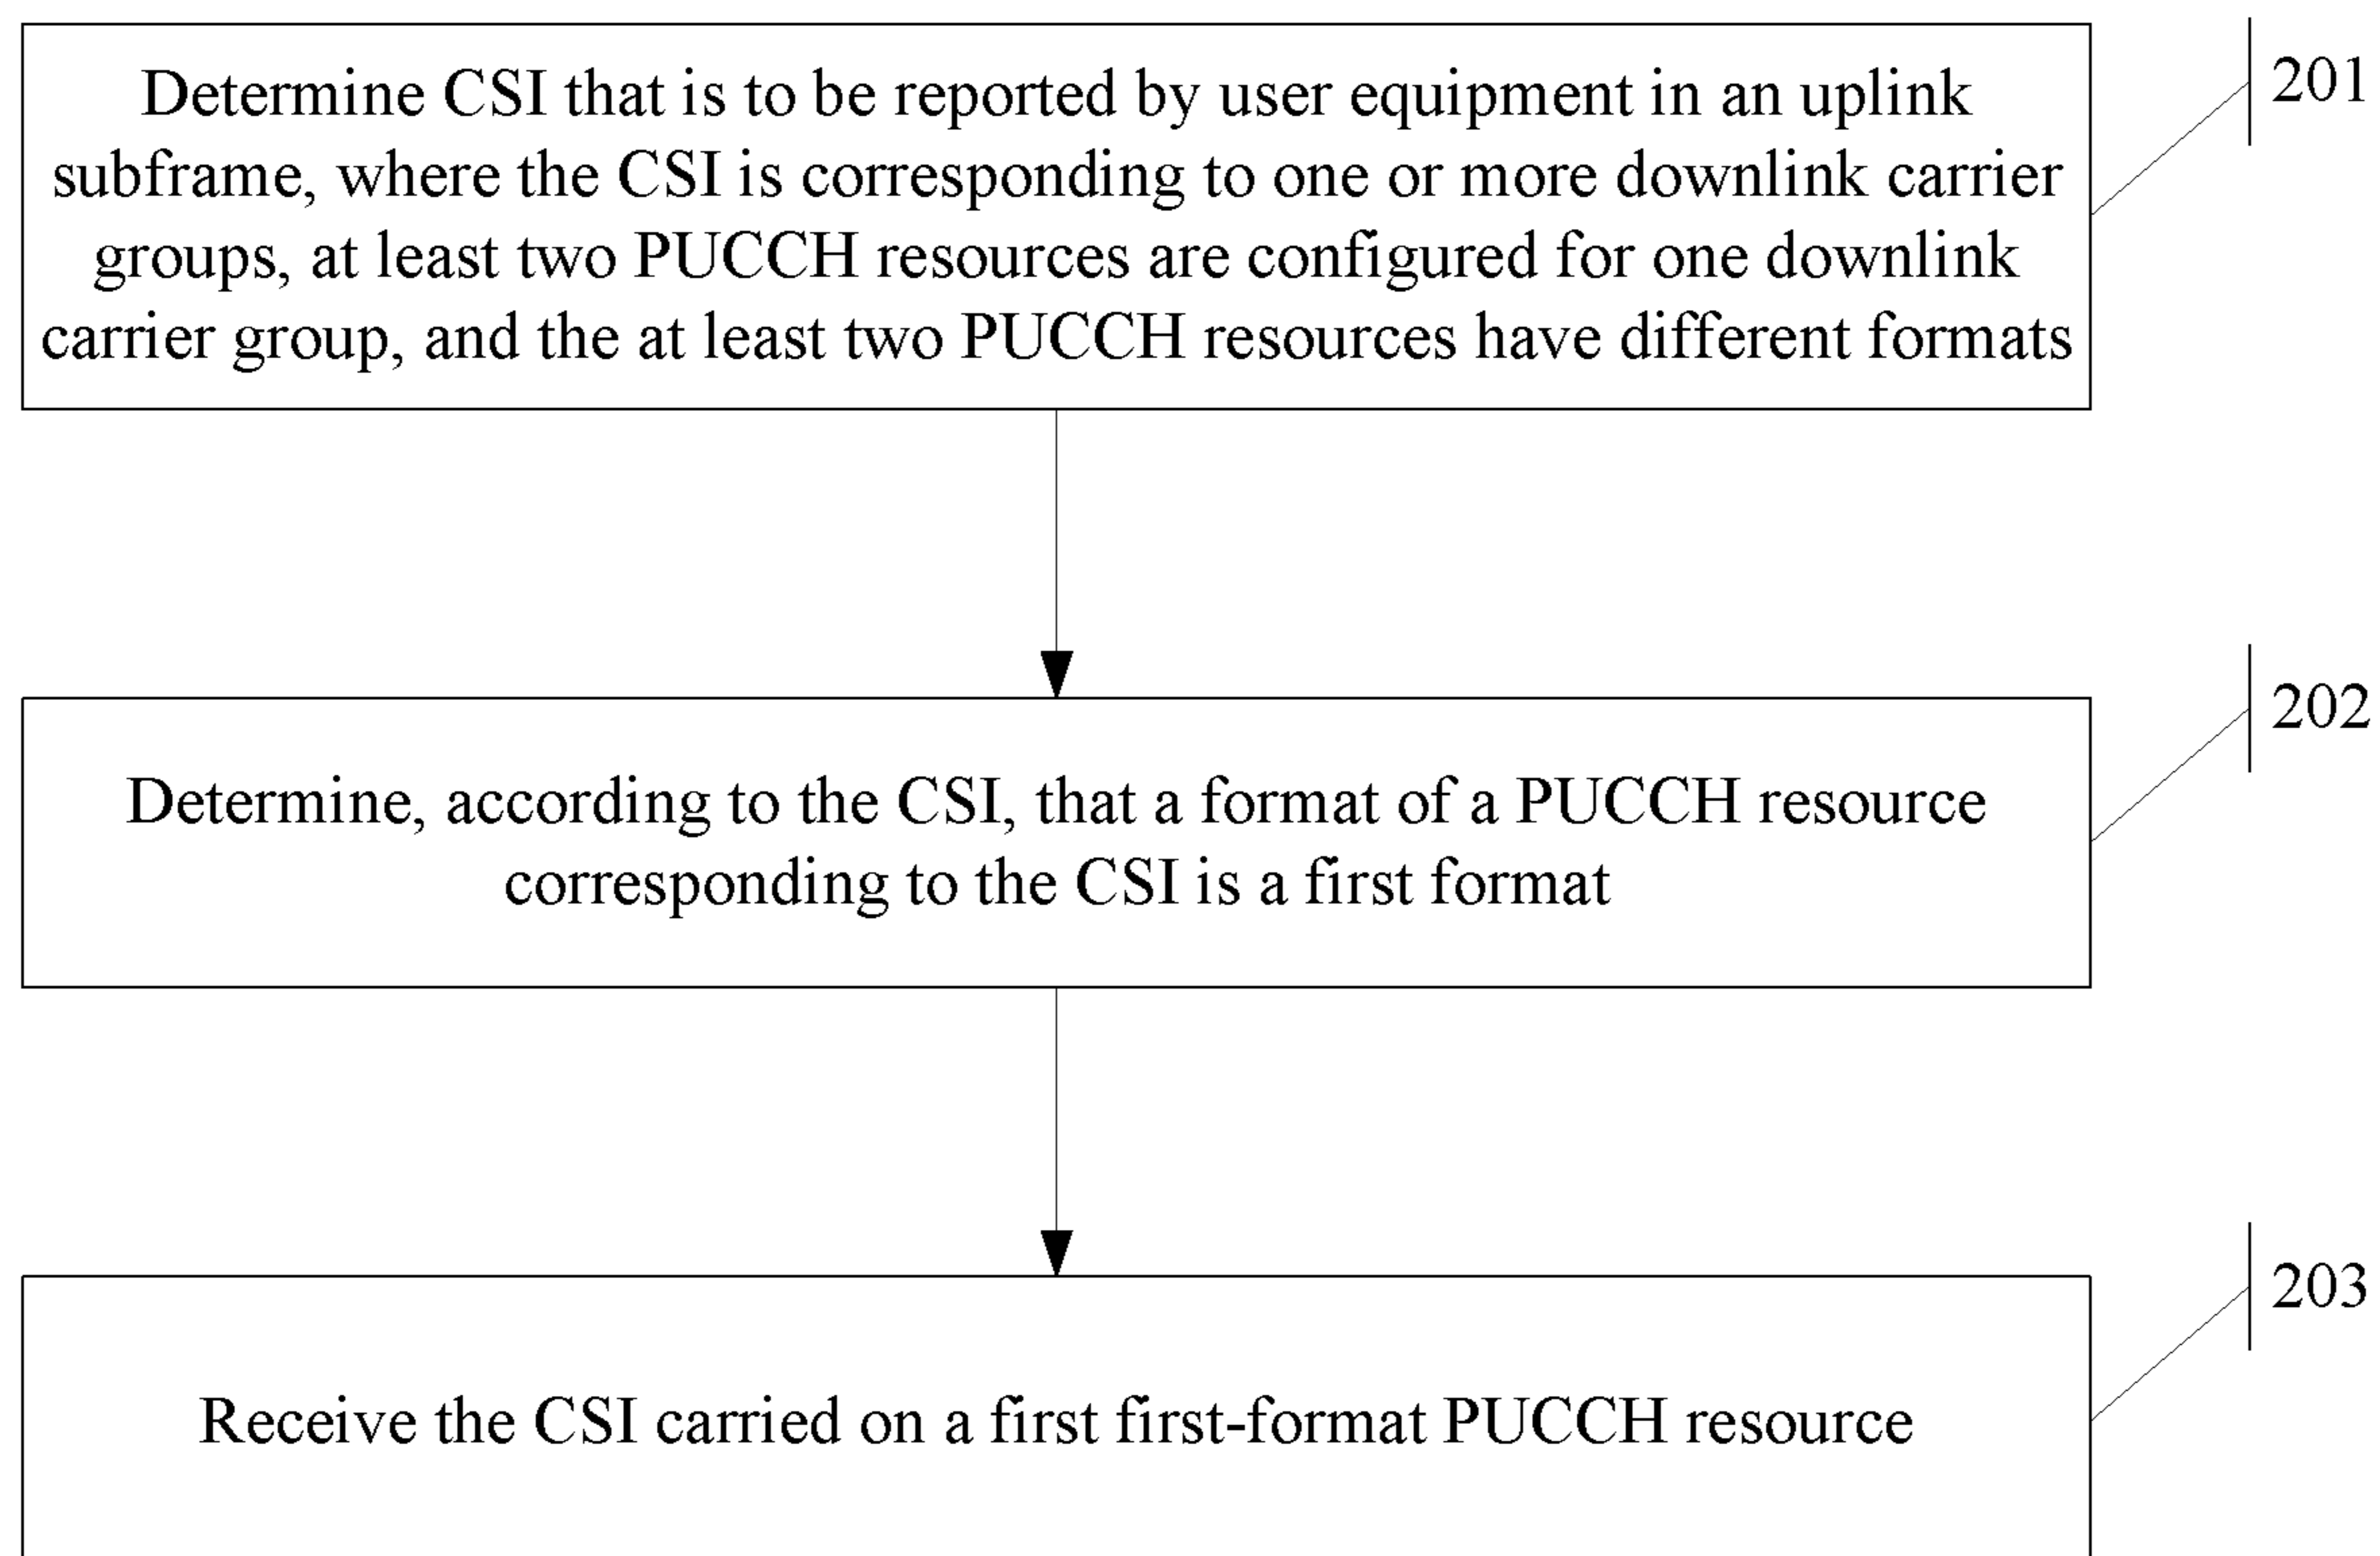 Determine CSI that is to be reported by user equipment in an uplink
subframe, where the CSI is corresponding to one or more downlink carrier
groups, at least two PUCCH resources are configured for one downlink
carrier group, and the at least two PUCCH resources have different formats
201
Determine, according to the CSI, that a format of a PUCCH resource
corresponding to the CSI is a first format
202
Receive the CSI carried on a first first-format PUCCH resource
203